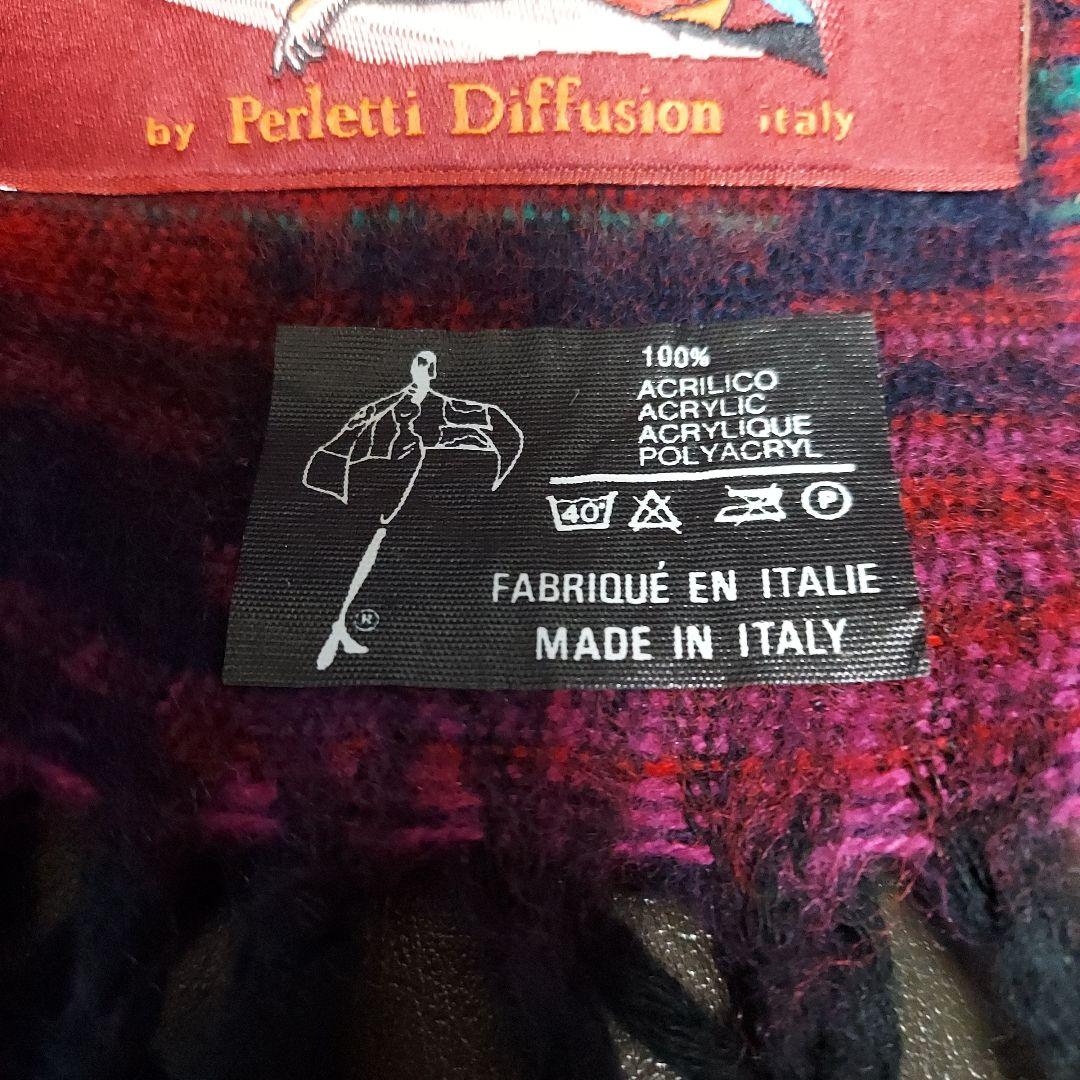 by Perletti Diffusion italy
100%
ACRILICO
ACRYLIC
ACRYLIQUE
POLYACRYL
40° P
®
FABRIQUÉ EN ITALIE
MADE IN ITALY